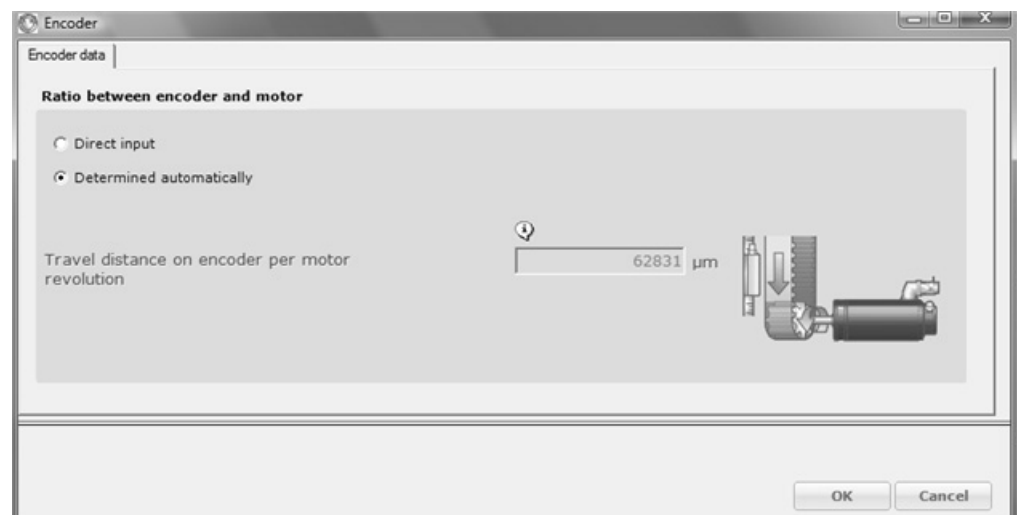 Encoder
Encoder data
Ratio between encoder and motor
Direct input
Determined automatically
Travel distance on encoder per motor
revolution
62831 µm
OK
Cancel